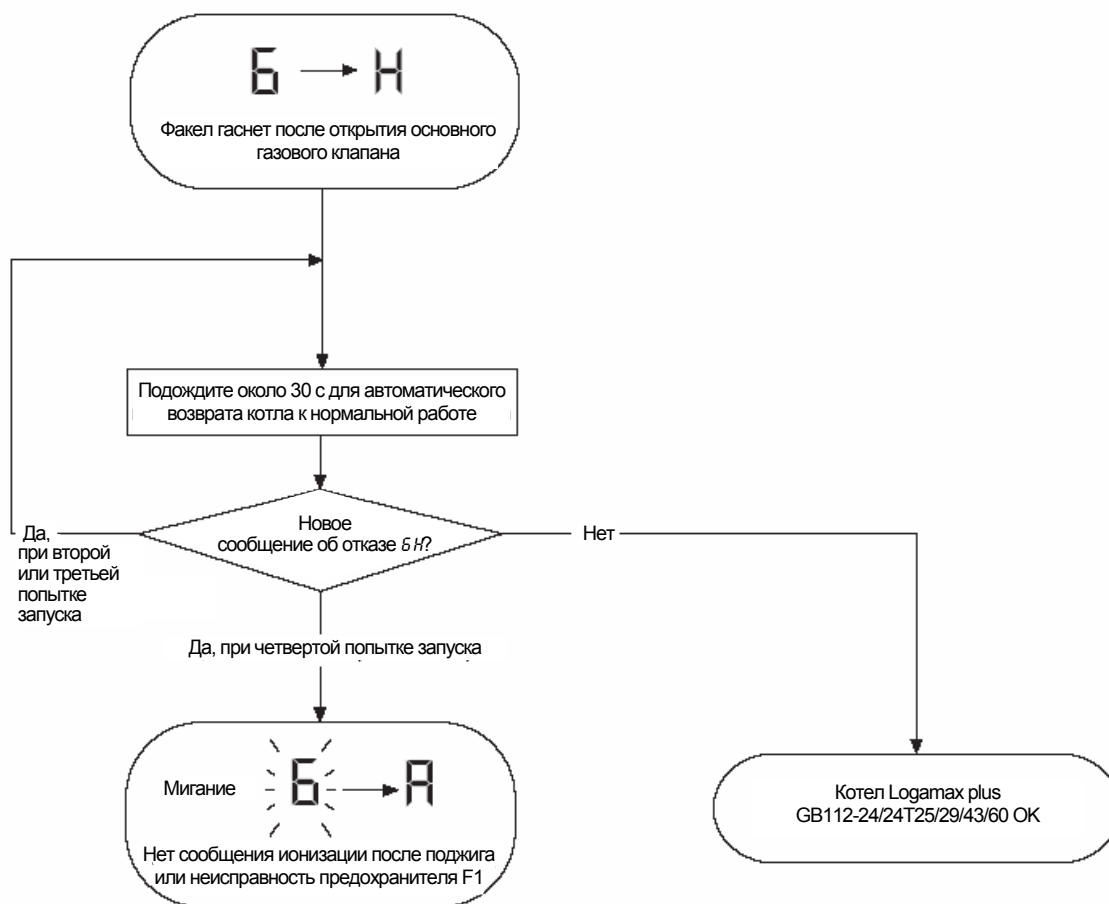 6 H
Факел гаснет после открытия основного
газового клапана
Подождите около 30 с для автоматического
возврата котла к нормальной работе
Новое
сообщение об отказе 6H?
Да,
при второй
или третьей
попытке
запуска
Нет
Да, при четвертой попытке запуска
Мигание 6 A
Нет сообщения ионизации после поджига
или неисправность предохранителя F1
Котел Logamax plus
GB112-24/24T25/29/43/60 OK